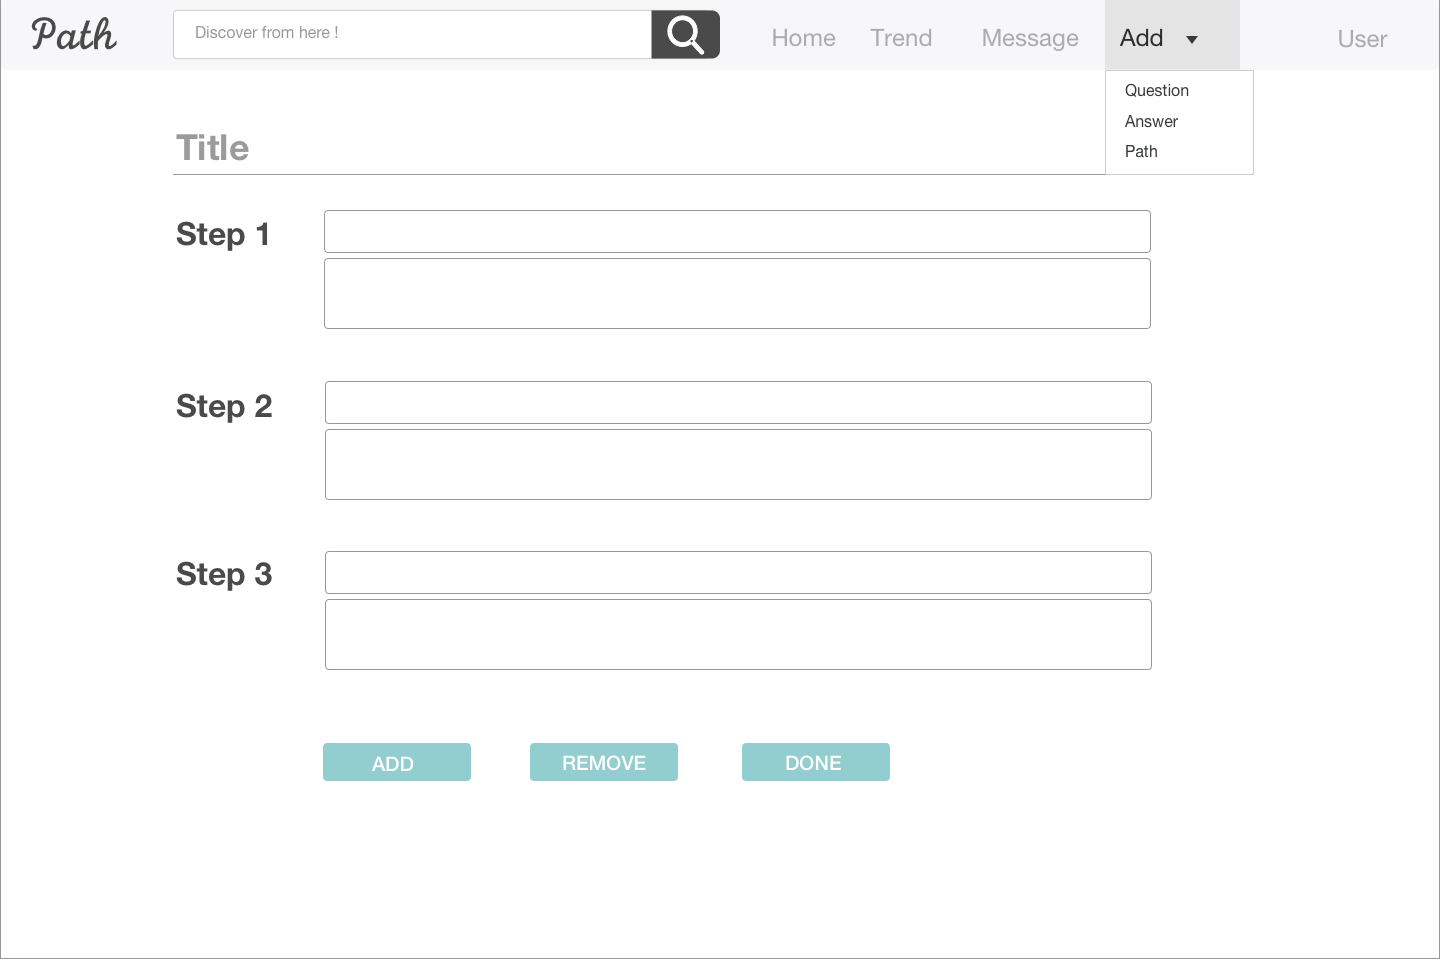 Path
Discover from here !
Home
Trend
Message
Add
User
Question
Answer
Path
Title
Step 1
Step 2
Step 3
ADD
REMOVE
DONE